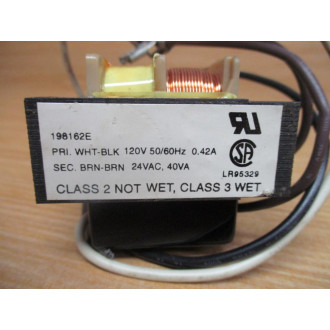 198162E
PRI. WHT-BLK 120V 50/60Hz 0.42A
SEC. BRN-BRN 24VAC, 40VA
LR95329
CLASS 2 NOT WET, CLASS 3 WET